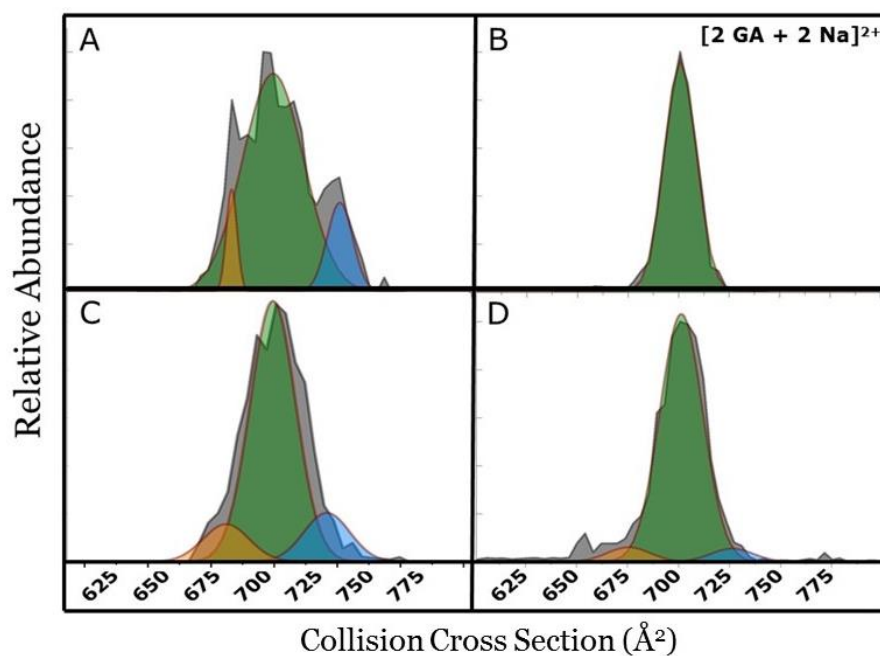 A
B
[2 GA + 2 Na]²⁺
Relative Abundance
C
D
625 650 675 700 725 750 775
625 650 675 700 725 750 775
Collision Cross Section (Å²)